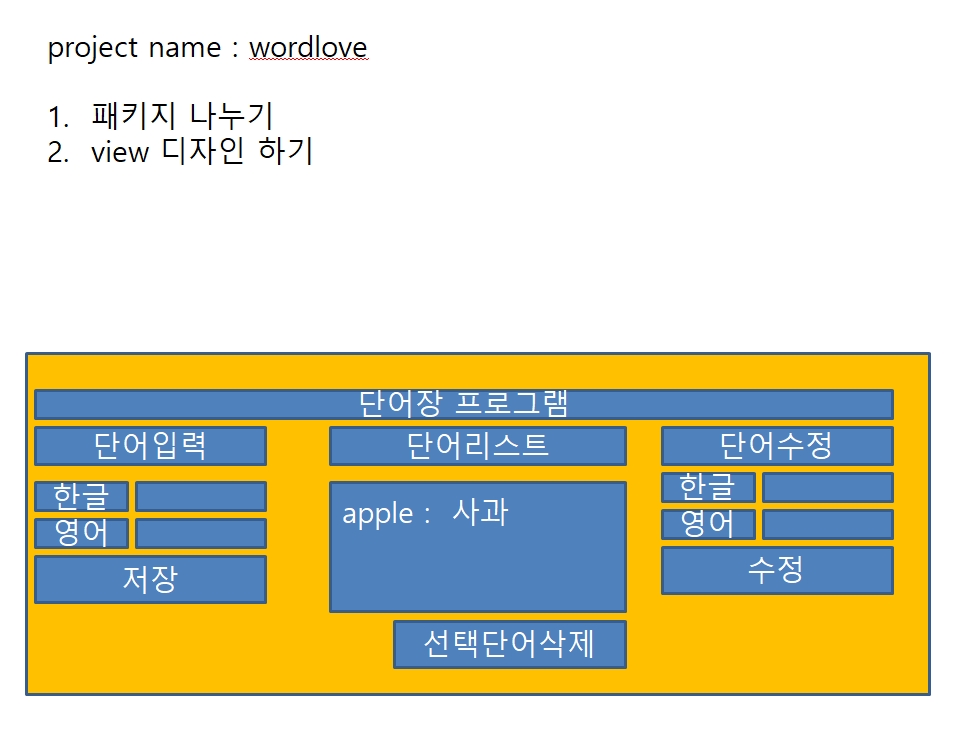 project name : wordlove
1. 패키지 나누기
2. view 디자인 하기
단어장 프로그램
단어입력
단어리스트
단어수정
한글
영어
저장
apple : 사과
선택단어삭제
한글
영어
수정